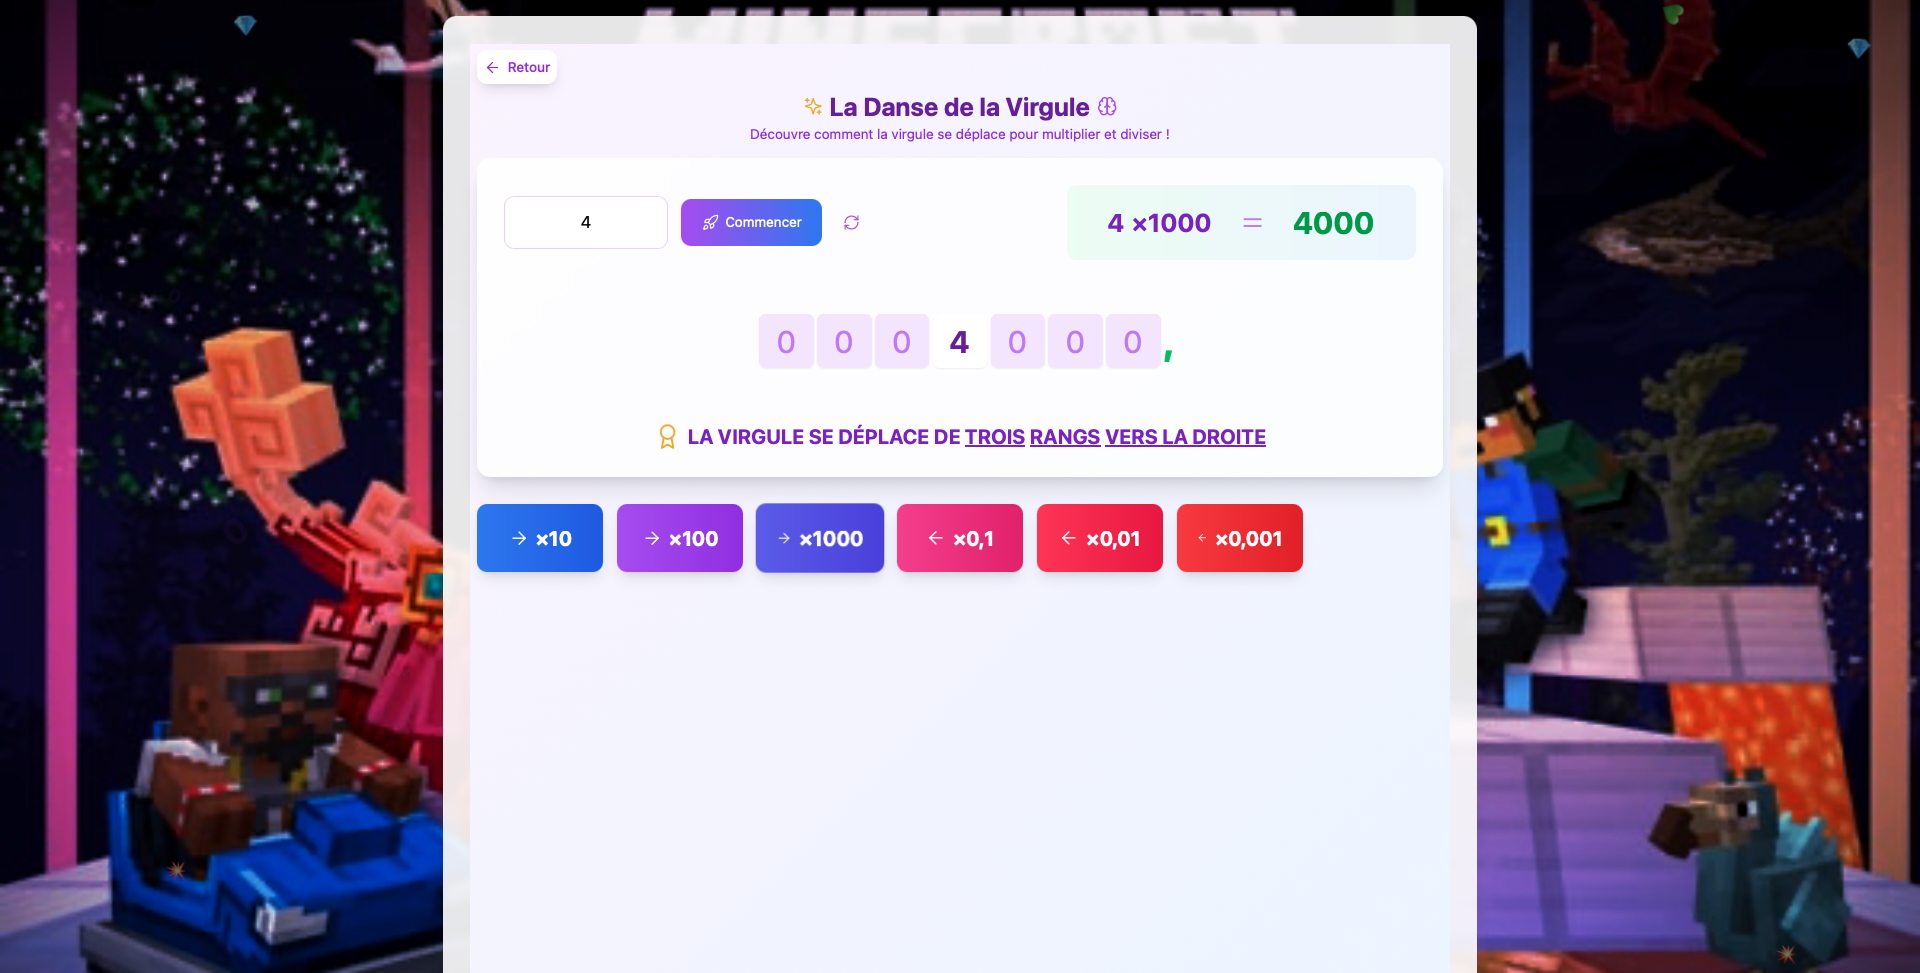 Retour
La Danse de la Virgule
Découvre comment la virgule se déplace pour multiplier et diviser !
4
Commencer
4 ×1000 = 4000
0 0 0 4 0 0 0 ,
LA VIRGULE SE DÉPLACE DE TROIS RANGS VERS LA DROITE
→ ×10
→ ×100
→ ×1000
← ×0,1
← ×0,01
← ×0,001